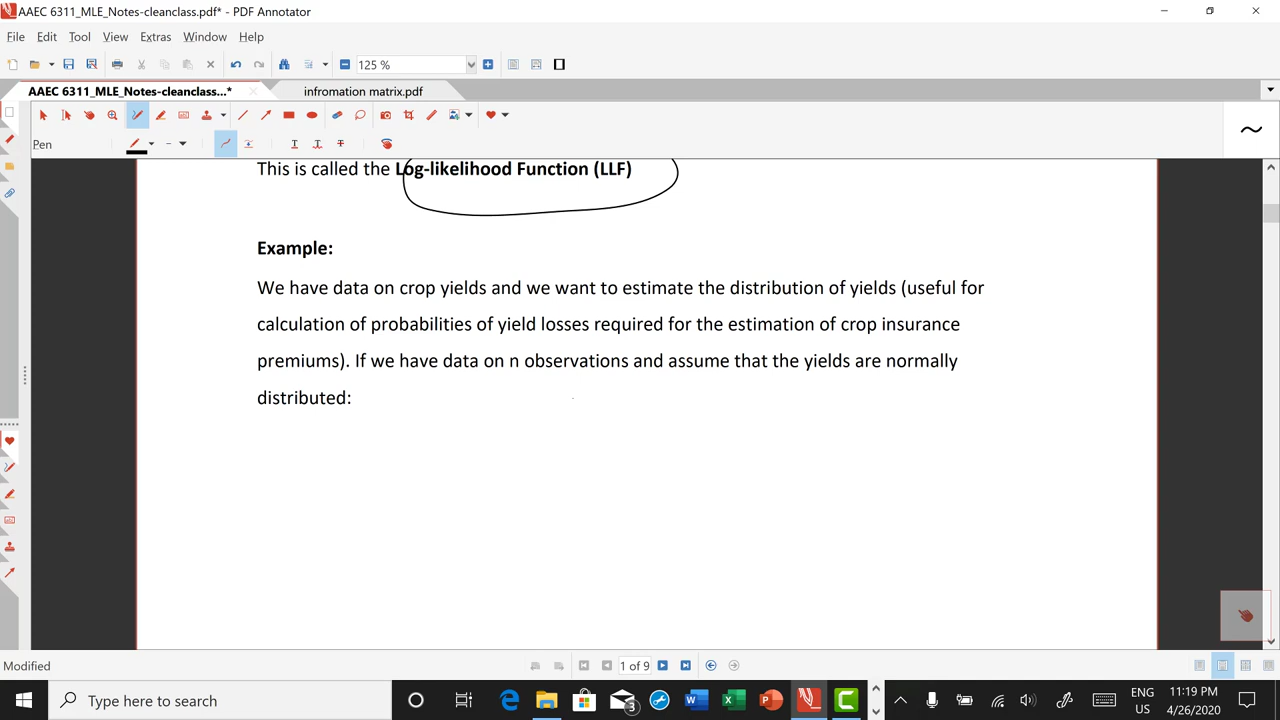 AAEC 6311_MLE_Notes-cleanclass.pdf* - PDF Annotator
File Edit Tool View Extras Window Help
125 %
AAEC 6311_MLE_Notes-cleanclass...* infromation matrix.pdf
Pen
This is called the Log-likelihood Function (LLF)
Example:
We have data on crop yields and we want to estimate the distribution of yields (useful for
calculation of probabilities of yield losses required for the estimation of crop insurance
premiums). If we have data on n observations and assume that the yields are normally
distributed:
Modified
1 of 9
Type here to search
3
ENG
US
11:19 PM
4/26/2020